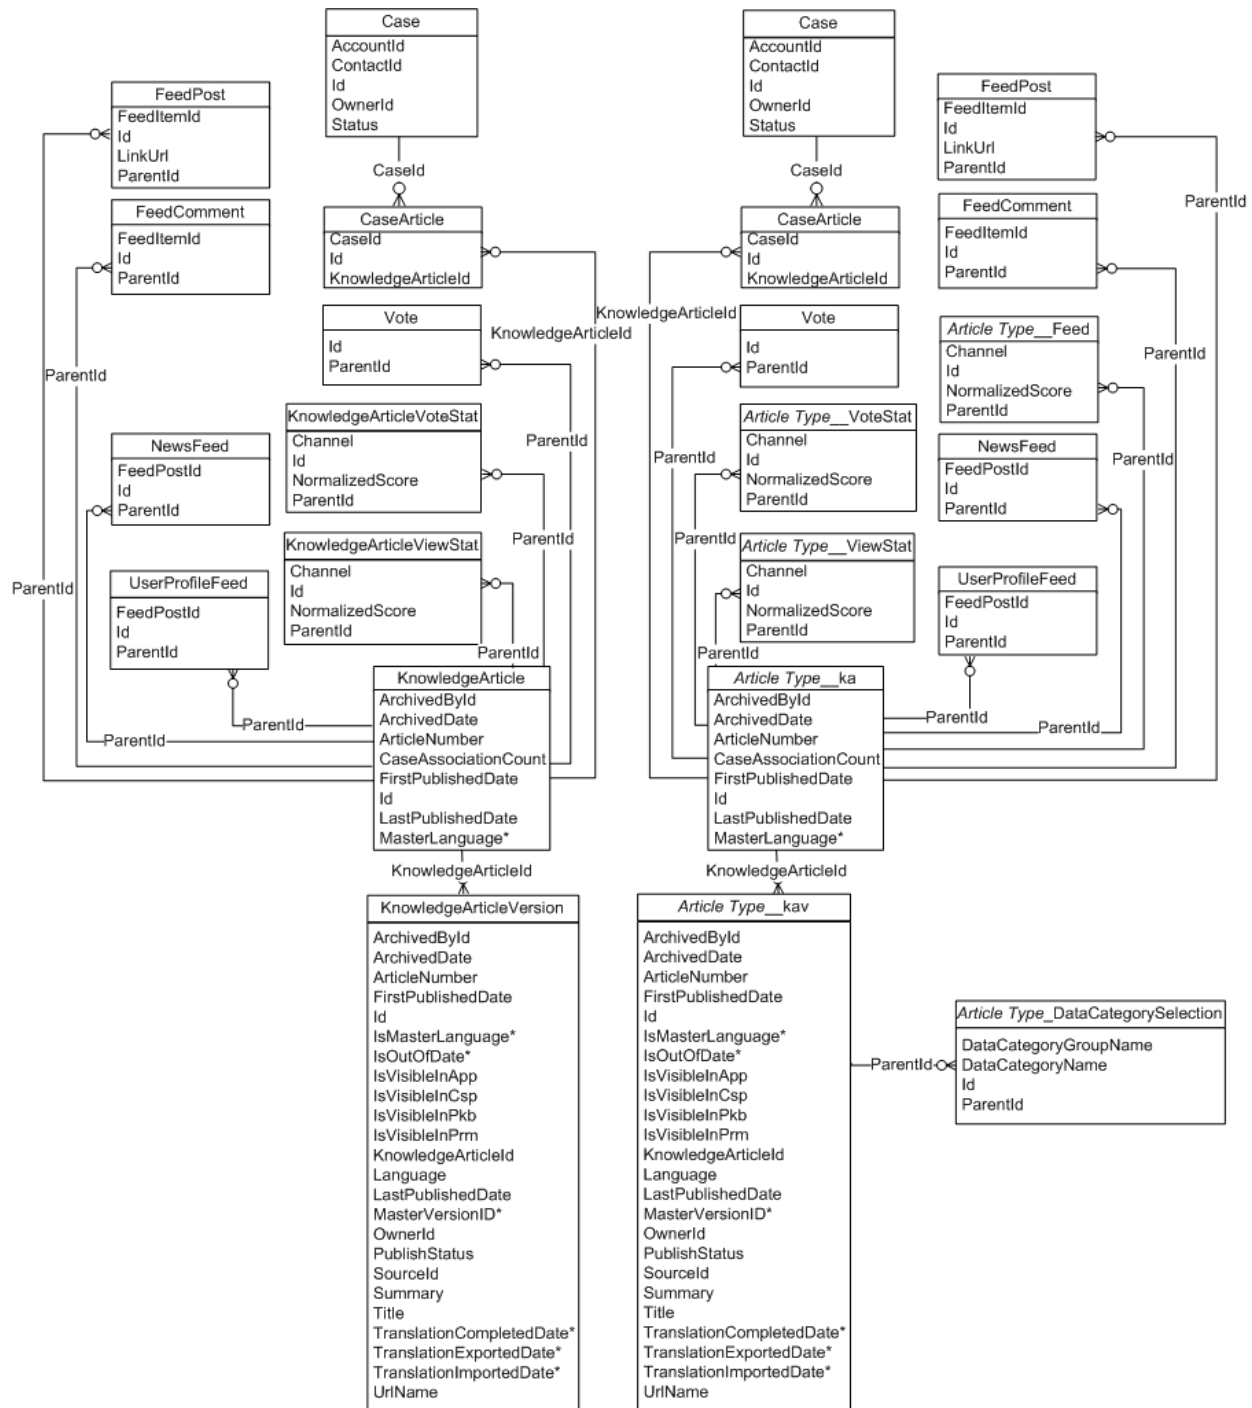 Case
AccountId
ContactId
Id
OwnerId
Status
CaseId
FeedPost
FeedItemId
Id
LinkUrl
ParentId
FeedComment
FeedItemId
Id
ParentId
CaseArticle
CaseId
Id
KnowledgeArticleId
KnowledgeArticleId
Vote
Id
ParentId
ParentId
ParentId
KnowledgeArticleVoteStat
Channel
Id
NormalizedScore
ParentId
ParentId
NewsFeed
FeedPostId
Id
ParentId
KnowledgeArticleViewStat
Channel
Id
NormalizedScore
ParentId
ParentId
ParentId
UserProfileFeed
FeedPostId
Id
ParentId
ParentId
ParentId
KnowledgeArticle
ArchivedById
ArchivedDate
ArticleNumber
CaseAssociationCount
FirstPublishedDate
Id
LastPublishedDate
MasterLanguage*
KnowledgeArticleId
KnowledgeArticleVersion
ArchivedById
ArchivedDate
ArticleNumber
FirstPublishedDate
Id
IsMasterLanguage*
IsOutOfDate*
IsVisibleInApp
IsVisibleInCsp
IsVisibleInPkb
IsVisibleInPrm
KnowledgeArticleId
Language
LastPublishedDate
MasterVersionID*
OwnerId
PublishStatus
SourceId
Summary
Title
TranslationCompletedDate*
TranslationExportedDate*
TranslationImportedDate*
UrlName
Case
AccountId
ContactId
Id
OwnerId
Status
CaseId
FeedPost
FeedItemId
Id
LinkUrl
ParentId
ParentId
FeedComment
FeedItemId
Id
ParentId
CaseArticle
CaseId
Id
KnowledgeArticleId
KnowledgeArticleId
Vote
Id
ParentId
Article Type__Feed
Channel
Id
NormalizedScore
ParentId
ParentId
Article Type__VoteStat
Channel
Id
NormalizedScore
ParentId
ParentId
ParentId
NewsFeed
FeedPostId
Id
ParentId
Article Type__ViewStat
Channel
Id
NormalizedScore
ParentId
ParentId
ParentId
UserProfileFeed
FeedPostId
Id
ParentId
ParentId
ParentId
Article Type__ka
ArchivedById
ArchivedDate
ArticleNumber
CaseAssociationCount
FirstPublishedDate
Id
LastPublishedDate
MasterLanguage*
KnowledgeArticleId
Article Type__kav
ArchivedById
ArchivedDate
ArticleNumber
FirstPublishedDate
Id
IsMasterLanguage*
IsOutOfDate*
IsVisibleInApp
IsVisibleInCsp
IsVisibleInPkb
IsVisibleInPrm
KnowledgeArticleId
Language
LastPublishedDate
MasterVersionID*
OwnerId
PublishStatus
SourceId
Summary
Title
TranslationCompletedDate*
TranslationExportedDate*
TranslationImportedDate*
UrlName
ParentId
Article Type_DataCategorySelection
DataCategoryGroupName
DataCategoryName
Id
ParentId